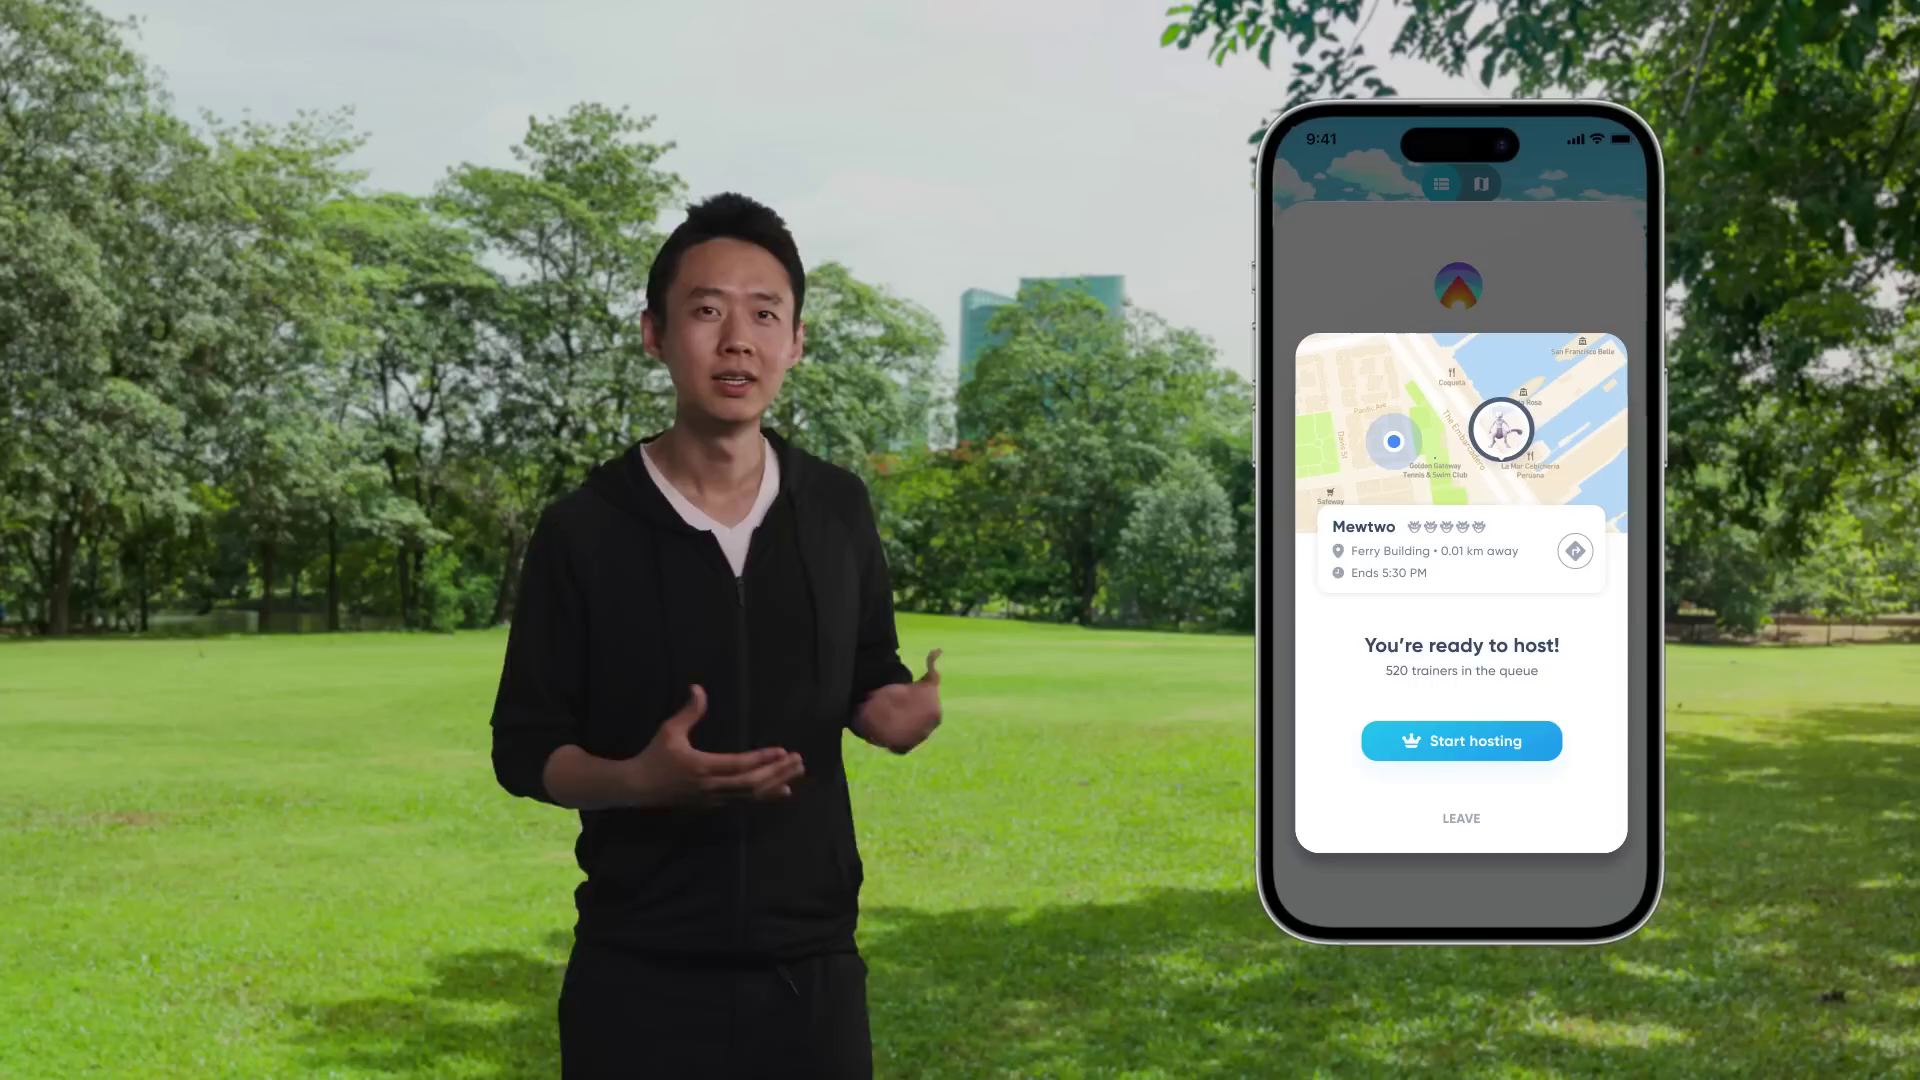 9:41
San Francisco Belle
Coqueta
Pacific Ave
Davis St
The Embarcadero
Golden Gateway
Tennis & Swim Club
La Mar Cebicheria
Peruana
Safeway
Mewtwo
Ferry Building • 0.01 km away
Ends 5:30 PM
You’re ready to host!
520 trainers in the queue
Start hosting
LEAVE